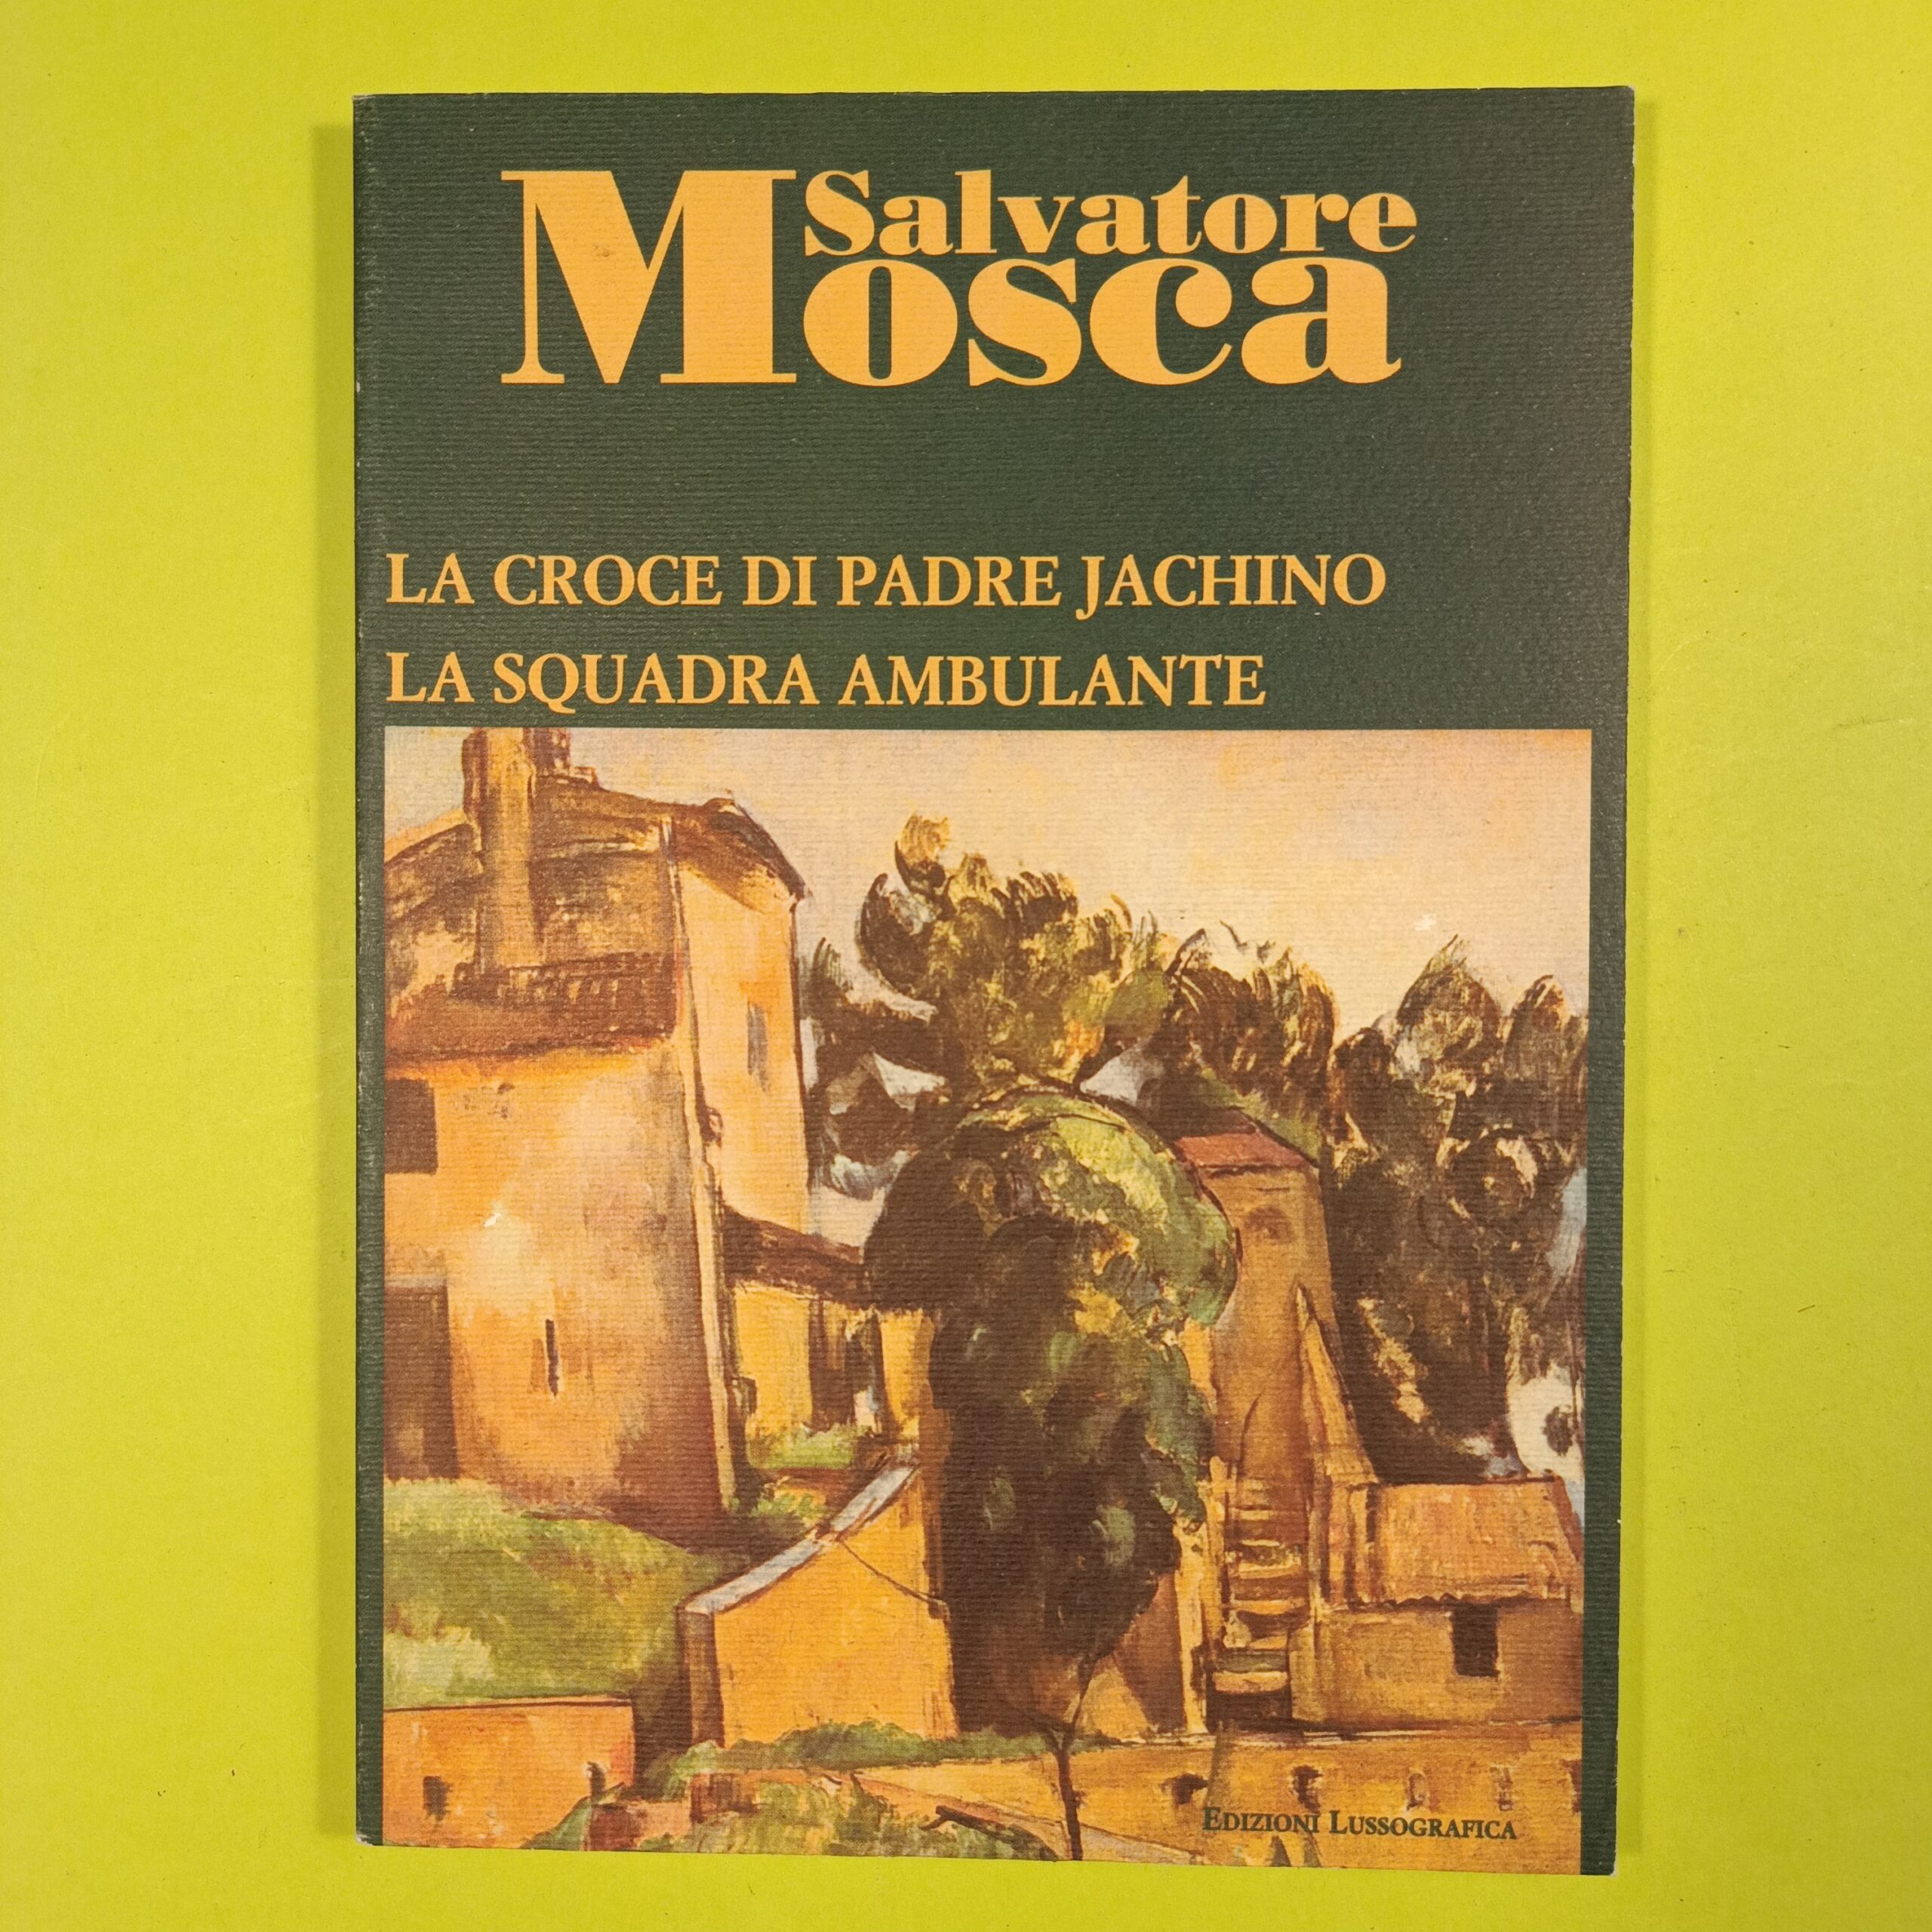 Salvatore
Mosca
LA CROCE DI PADRE JACHINO
LA SQUADRA AMBULANTE
EDIZIONI LUSSOGRAFICA